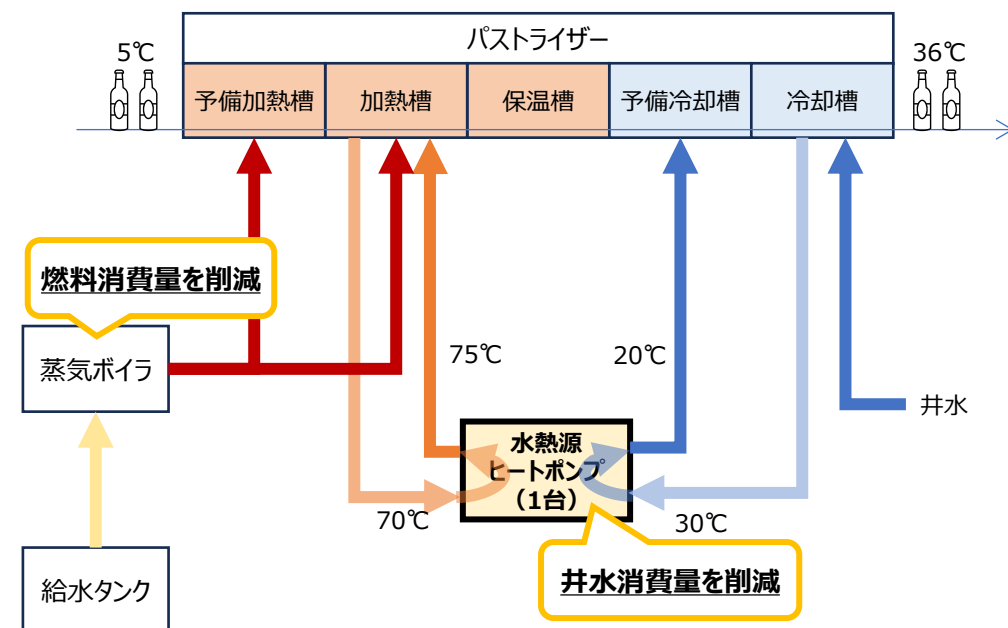 パストライザー
5℃
36℃
予備加熱槽
加熱槽
保温槽
予備冷却槽
冷却槽
燃料消費量を削減
蒸気ボイラ
75℃
20℃
井水
水熱源
ヒートポンプ
（1台）
70℃
30℃
井水消費量を削減
給水タンク